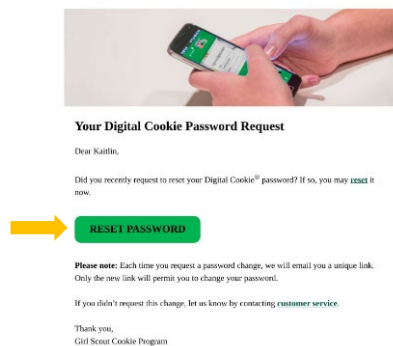 Your Digital Cookie Password Request
Dear Kaitlin,
Did you recently request to reset your Digital Cookie® password? If so, you may reset it
now.
RESET PASSWORD
Please note: Each time you request a password change, we will email you a unique link.
Only the new link will permit you to change your password.
If you didn't request this change, let us know by contacting customer service.
Thank you,
Girl Scout Cookie Program